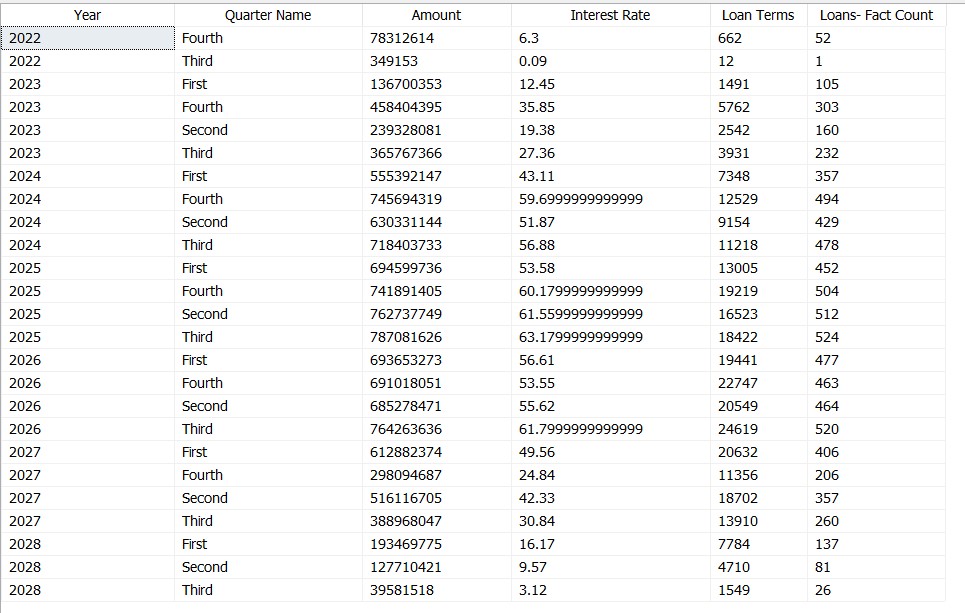 Year Quarter Name Amount Interest Rate Loan Terms Loans- Fact Count
2022 Fourth 78312614 6.3 662 52
2022 Third 349153 0.09 12 1
2023 First 136700353 12.45 1491 105
2023 Fourth 458404395 35.85 5762 303
2023 Second 239328081 19.38 2542 160
2023 Third 365767366 27.36 3931 232
2024 First 555392147 43.11 7348 357
2024 Fourth 745694319 59.6999999999999 12529 494
2024 Second 630331144 51.87 9154 429
2024 Third 718403733 56.88 11218 478
2025 First 694599736 53.58 13005 452
2025 Fourth 741891405 60.1799999999999 19219 504
2025 Second 762737749 61.5599999999999 16523 512
2025 Third 787081626 63.1799999999999 18422 524
2026 First 693653273 56.61 19441 477
2026 Fourth 691018051 53.55 22747 463
2026 Second 685278471 55.62 20549 464
2026 Third 764263636 61.7999999999999 24619 520
2027 First 612882374 49.56 20632 406
2027 Fourth 298094687 24.84 11356 206
2027 Second 516116705 42.33 18702 357
2027 Third 388968047 30.84 13910 260
2028 First 193469775 16.17 7784 137
2028 Second 127710421 9.57 4710 81
2028 Third 39581518 3.12 1549 26